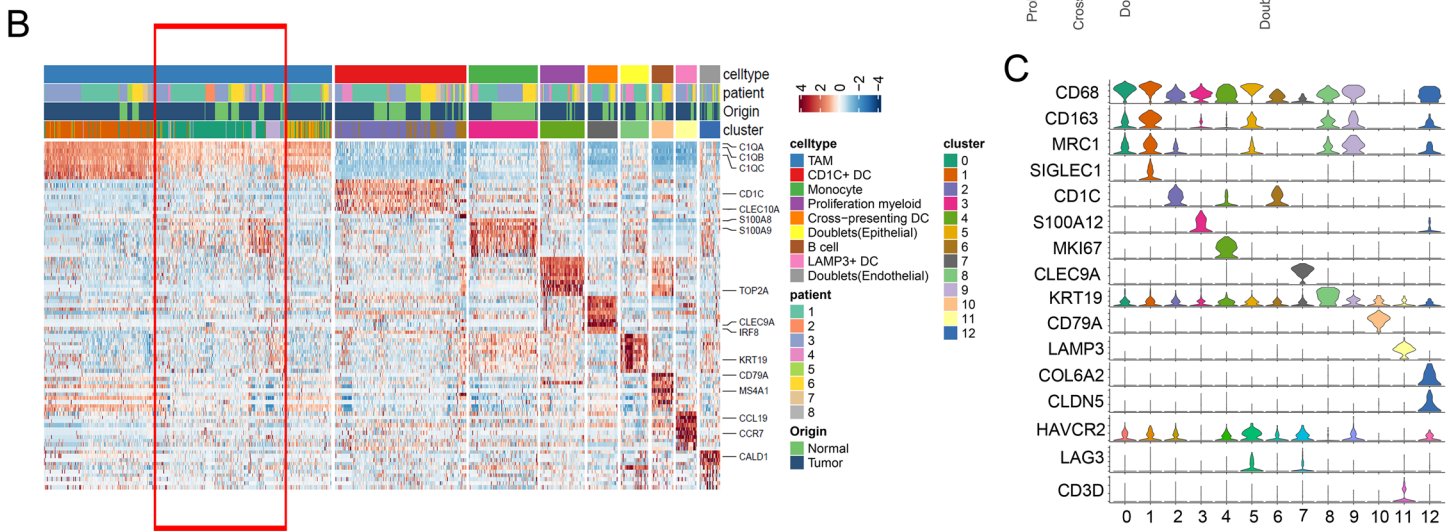 Pro
Cross
Do
Doub
B
celltype
patient
Origin
cluster
C1QA
C1QB
C1QC
CD1C
CLEC10A
S100A8
S100A9
TOP2A
CLEC9A
IRF8
KRT19
CD79A
MS4A1
CCL19
CCR7
CALD1
4
2
0
−2
−4
celltype
TAM
CD1C+ DC
Monocyte
Proliferation myeloid
Cross−presenting DC
Doublets(Epithelial)
B cell
LAMP3+ DC
Doublets(Endothelial)
patient
1
2
3
4
5
6
7
8
Origin
Normal
Tumor
cluster
0
1
2
3
4
5
6
7
8
9
10
11
12
C
CD68
CD163
MRC1
SIGLEC1
CD1C
S100A12
MKI67
CLEC9A
KRT19
CD79A
LAMP3
COL6A2
CLDN5
HAVCR2
LAG3
CD3D
0 1 2 3 4 5 6 7 8 9 10 11 12